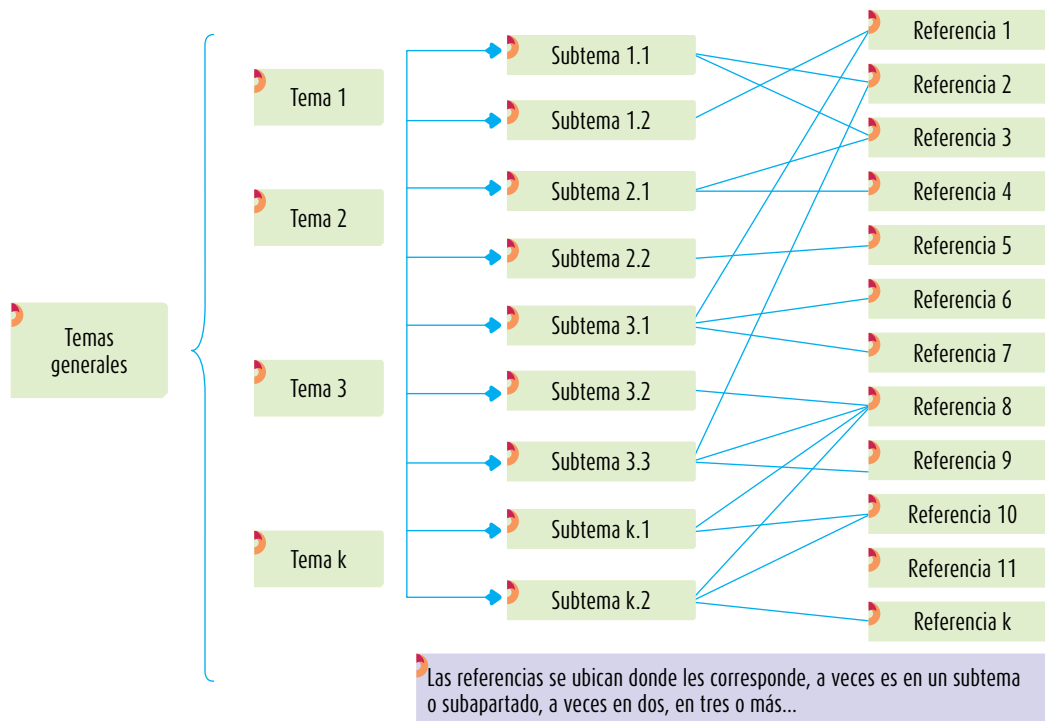 Temas
generales
Tema 1
Tema 2
Tema 3
Tema k
Subtema 1.1
Subtema 1.2
Subtema 2.1
Subtema 2.2
Subtema 3.1
Subtema 3.2
Subtema 3.3
Subtema k.1
Subtema k.2
Referencia 1
Referencia 2
Referencia 3
Referencia 4
Referencia 5
Referencia 6
Referencia 7
Referencia 8
Referencia 9
Referencia 10
Referencia 11
Referencia k
Las referencias se ubican donde les corresponde, a veces es en un subtema
o subapartado, a veces en dos, en tres o más...